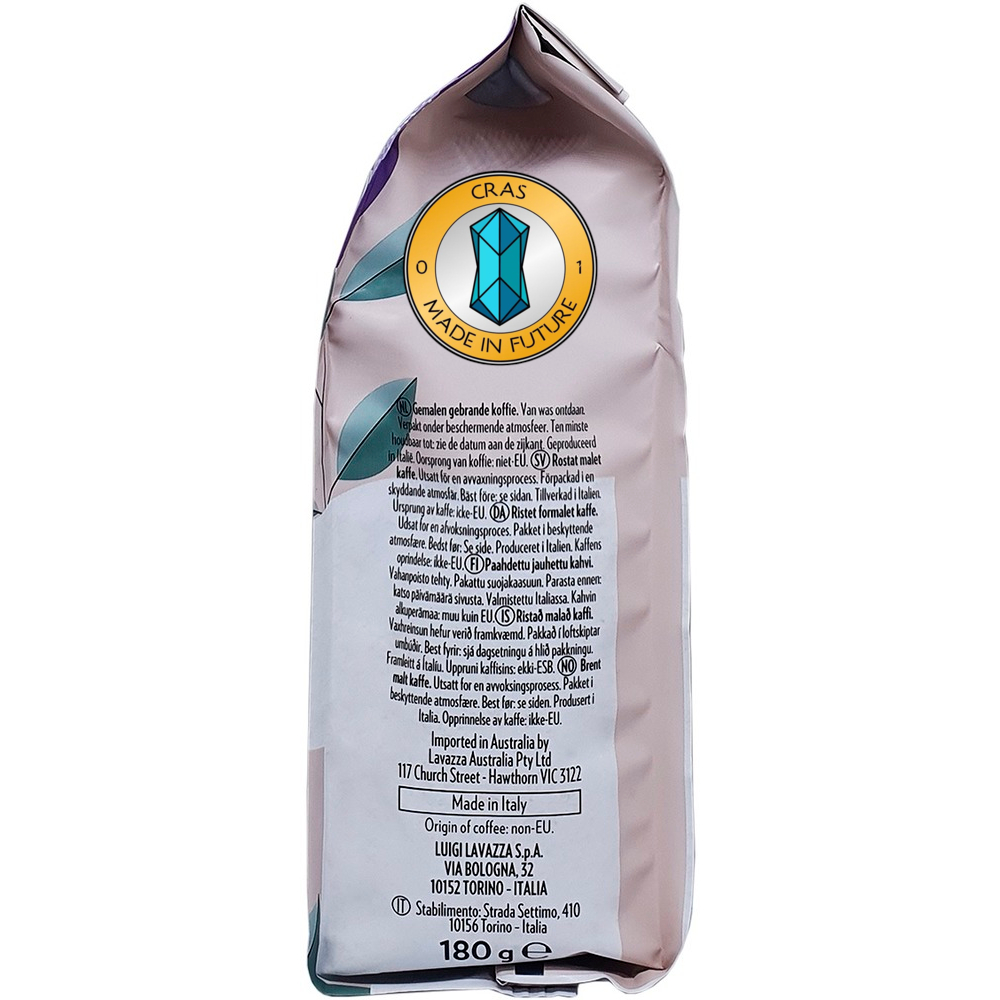 CRAS
0 1
MADE IN FUTURE
NL Gemalen gebrande koffie. Van was ontdaan.
Verpakt onder beschermende atmosfeer. Ten minste
houdbaar tot: zie de datum aan de zijkant. Geproduceerd
in Italië. Oorsprong van koffie: niet-EU. SV Rostat malet
kaffe. Utsatt för en avvaxningsprocess. Förpackad i en
skyddande atmosfär. Bäst före: se sidan. Tillverkad i Italien.
Ursprung av kaffe: icke-EU. DA Ristet formalet kaffe.
Udsat for en afvoksningsproces. Pakket i beskyttende
atmosfære. Bedst før: Se side. Produceret i Italien. Kaffens
oprindelse: ikke-EU. FI Paahdettu jauhettu kahvi.
Vahanpoisto tehty. Pakattu suojakaasuun. Parasta ennen:
katso päivämäärä sivusta. Valmistettu Italiassa. Kahvin
alkuperämaa: muu kuin EU. IS Ristað malað kaffi.
Vaxhreinsun hefur verið framkvæmd. Pakkað í loftskiptar
umbúðir. Best fyrir: sjá dagsetningu á hlið pakkningu.
Framleitt á Ítalíu. Uppruni kaffisins: ekki-ESB. NO Brent
malt kaffe. Utsatt for en avvoksingsprosess. Pakket i
beskyttende atmosfære. Best før: se siden. Produsert i
Italia. Opprinnelse av kaffe: ikke-EU.
Imported in Australia by
Lavazza Australia Pty Ltd
117 Church Street - Hawthorn VIC 3122
Made in Italy
Origin of coffee: non-EU.
LUIGI LAVAZZA S.p.A.
VIA BOLOGNA, 32
10152 TORINO - ITALIA
IT Stabilimento: Strada Settimo, 410
10156 Torino - Italia
180 g ℮